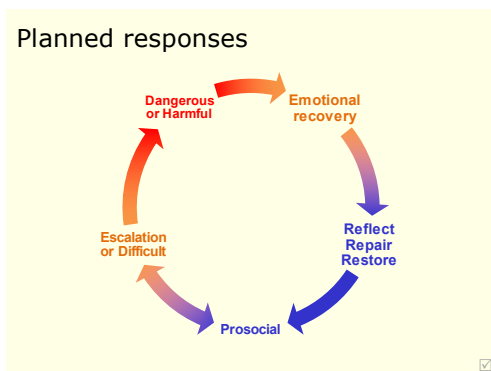 Planned responses
Dangerous
or Harmful
Emotional
recovery
Reflect
Repair
Restore
Prosocial
Escalation
or Difficult